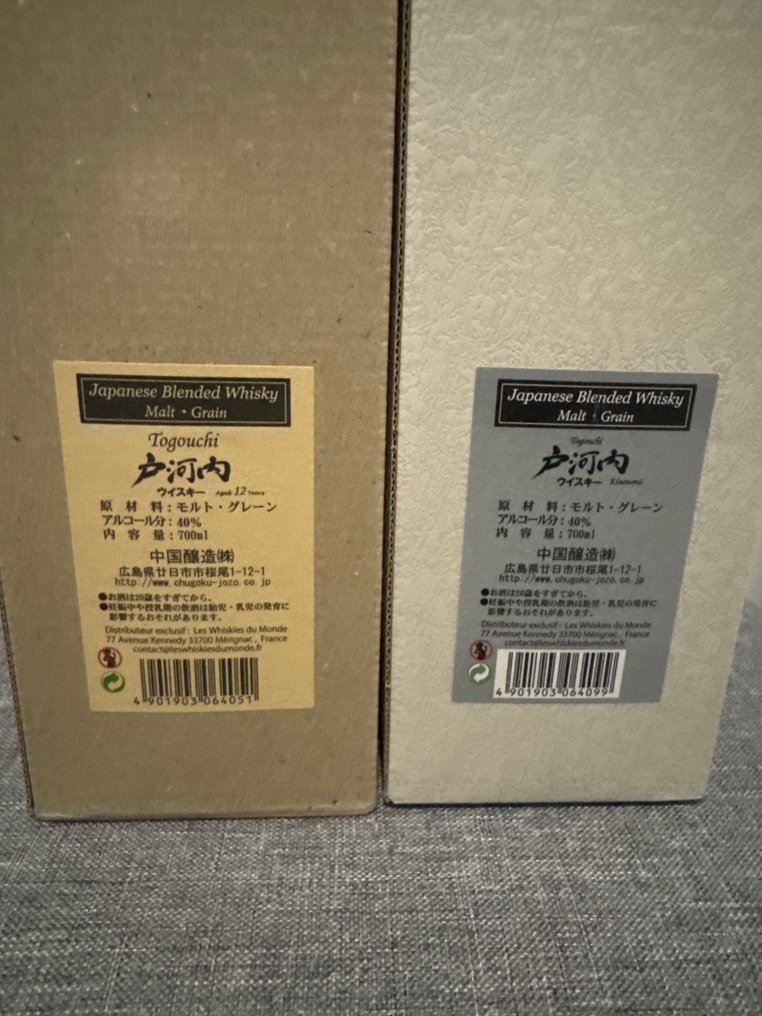 Japanese Blended Whisky
Malt・Grain
Togouchi
戸河内
ウイスキー Aged 12 Years
原材料：モルト・グレーン
アルコール分：40%
内容量：700ml
中国醸造㈱
広島県廿日市市桜尾1-12-1
http://www.chugoku-jozo.co.jp
●お酒は20歳をすぎてから。
●妊娠中や授乳期の飲酒は胎児・乳児の発育に
影響するおそれがあります。
Distributeur exclusif : Les Whiskies du Monde
77 Avenue Kennedy 33700 Mérignac, France
contact@leswhiskiesdumonde.fr
4 901903 064051
Japanese Blended Whisky
Malt・Grain
Togouchi
戸河内
ウイスキー Kiwami
原材料：モルト・グレーン
アルコール分：40%
内容量：700ml
中国醸造㈱
広島県廿日市市桜尾1-12-1
http://www.chugoku-jozo.co.jp
●お酒は20歳をすぎてから。
●妊娠中や授乳期の飲酒は胎児・乳児の発育に
影響するおそれがあります。
Distributeur exclusif : Les Whiskies du Monde
77 Avenue Kennedy 33700 Mérignac, France
contact@leswhiskiesdumonde.fr
4 901903 064099